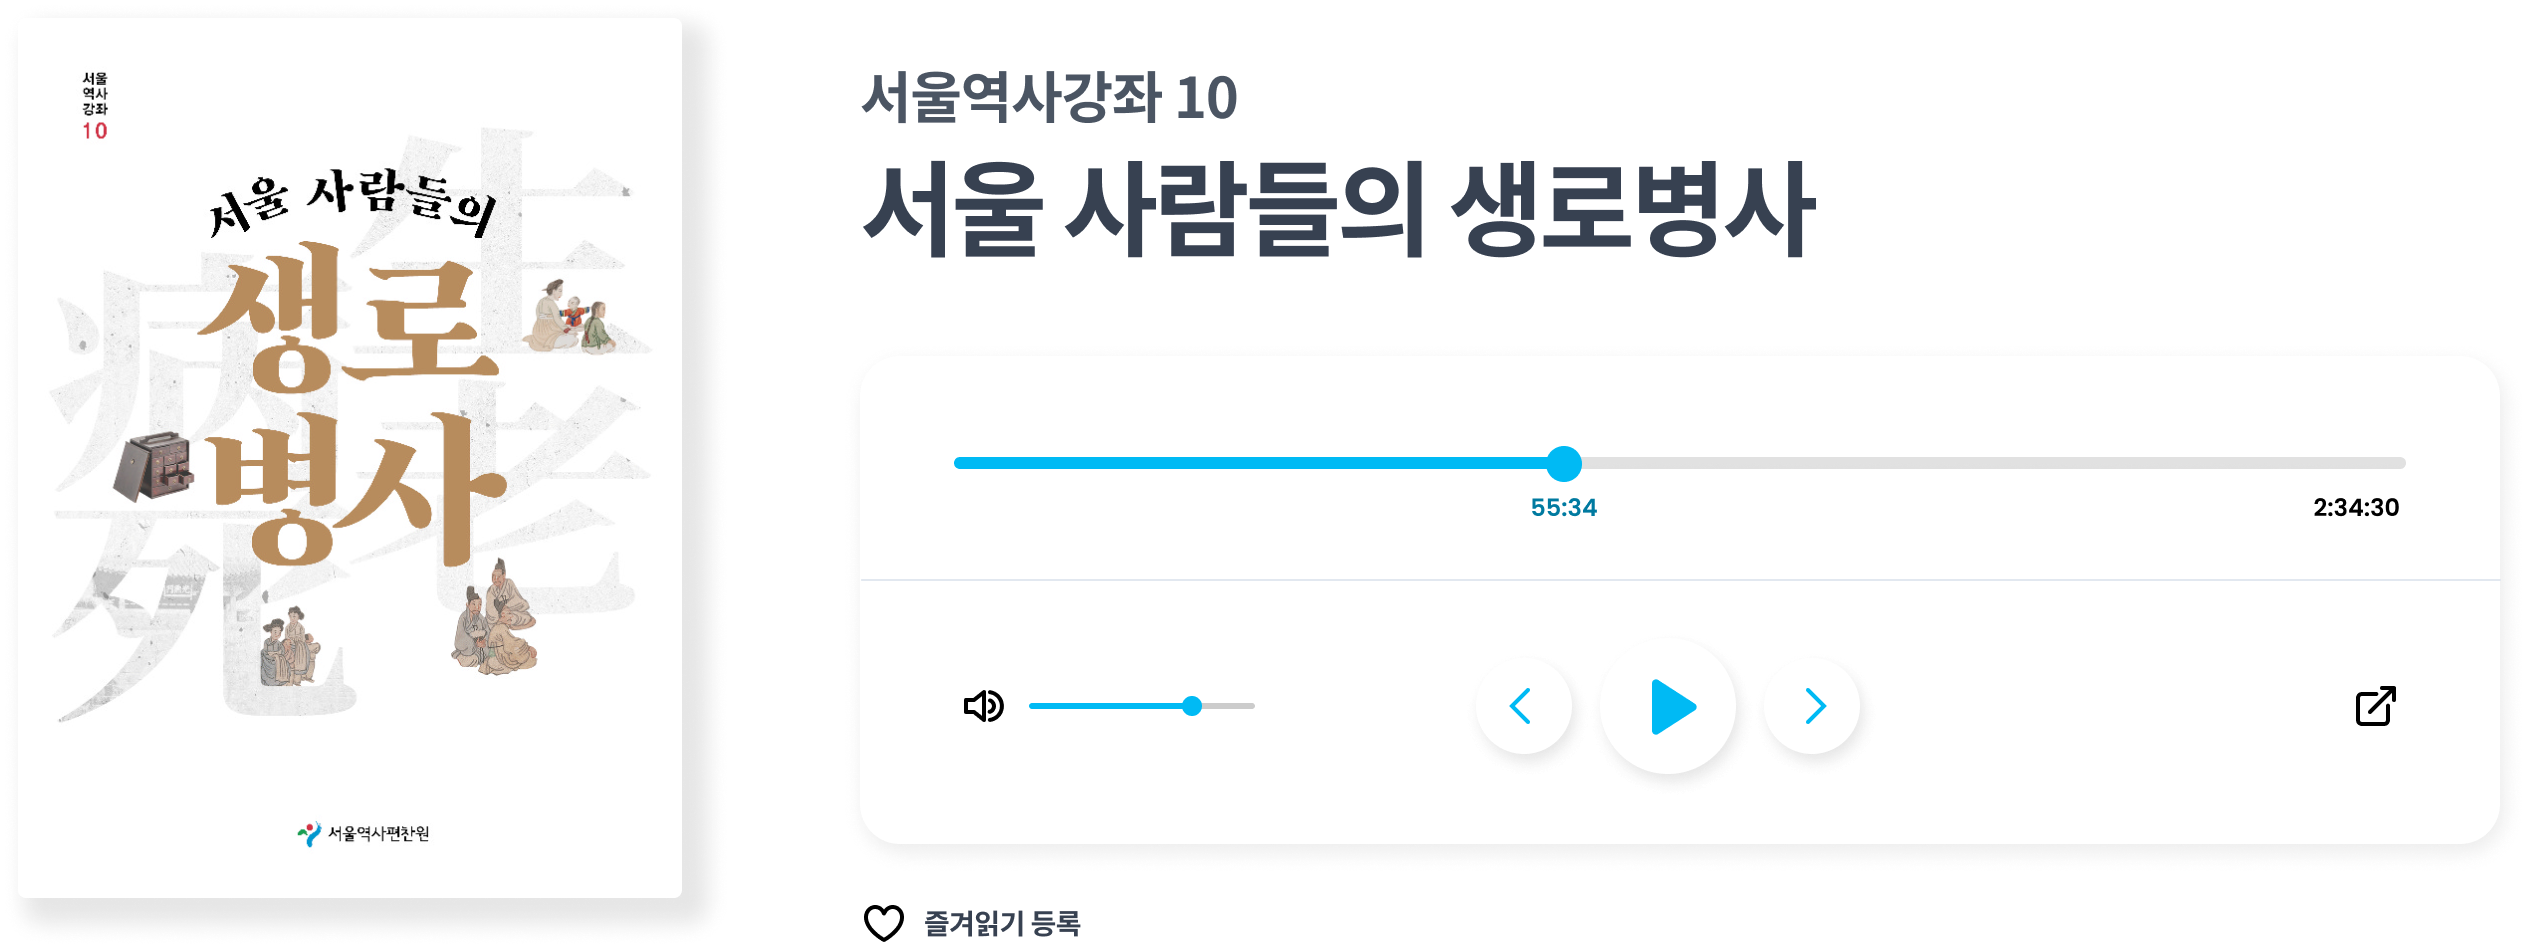 서울
역사
강좌
10
서울 사람들의
생로
병사
生
老
病
死
서울역사편찬원
서울역사강좌 10
서울 사람들의 생로병사
55:34
2:34:30
즐겨읽기 등록